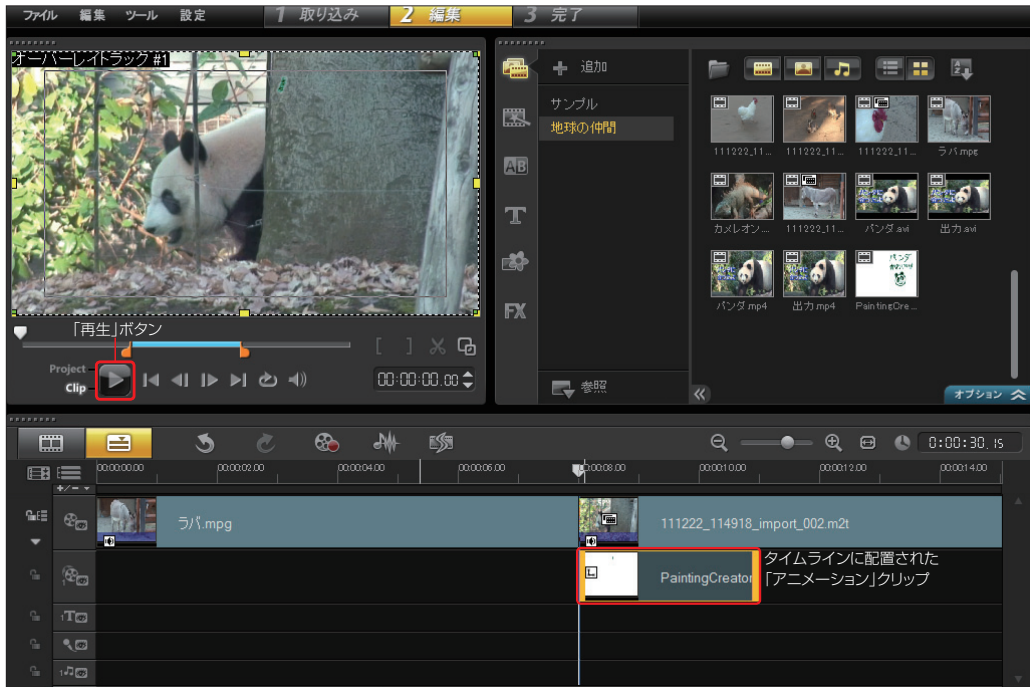 ファイル 編集 ツール 設定 1 取り込み 2 編集 3 完了
オーバーレイトラック #1
「再生」ボタン
Project
Clip
00:00:00.00
追加
サンプル
地球の仲間
AB
T
FX
参照
111222_11... 111222_11... 111222_11... ラバ.mpg
カメレオン... 111222_11... パンダ.avi 出力.avi
パンダ.mp4 出力.mp4 PaintingCre...
オプション
0:00:30.15
00:00:00.00 00:00:02.00 00:00:04.00 00:00:06.00 00:00:08.00 00:00:10.00 00:00:12.00 00:00:14.00
ラバ.mpg
111222_114918_import_002.m2t
PaintingCreator
タイムラインに配置された
「アニメーション」クリップ